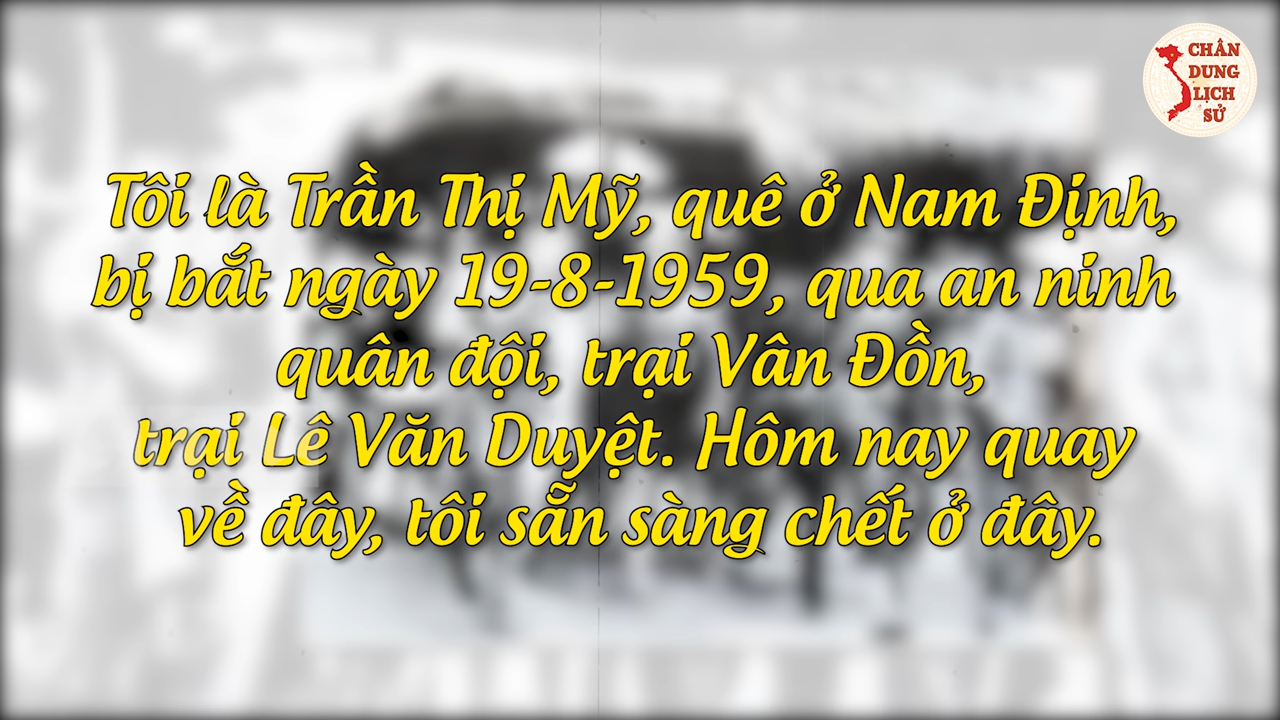 CHÂN
DUNG
LỊCH
SỬ
Tôi là Trần Thị Mỹ, quê ở Nam Định,
bị bắt ngày 19-8-1959, qua an ninh
quân đội, trại Vân Đồn,
trại Lê Văn Duyệt. Hôm nay quay
về đây, tôi sẵn sàng chết ở đây.